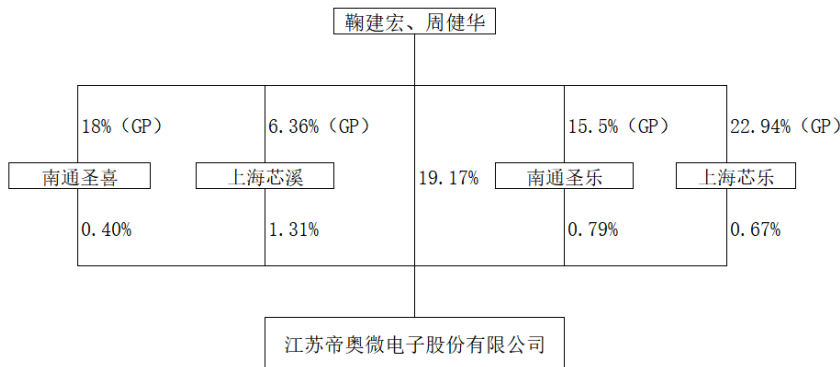 鞠建宏、周健华
18%（GP）
6.36%（GP）
15.5%（GP）
22.94%（GP）
南通圣喜
上海芯溪
19.17%
南通圣乐
上海芯乐
0.40%
1.31%
0.79%
0.67%
江苏帝奥微电子股份有限公司